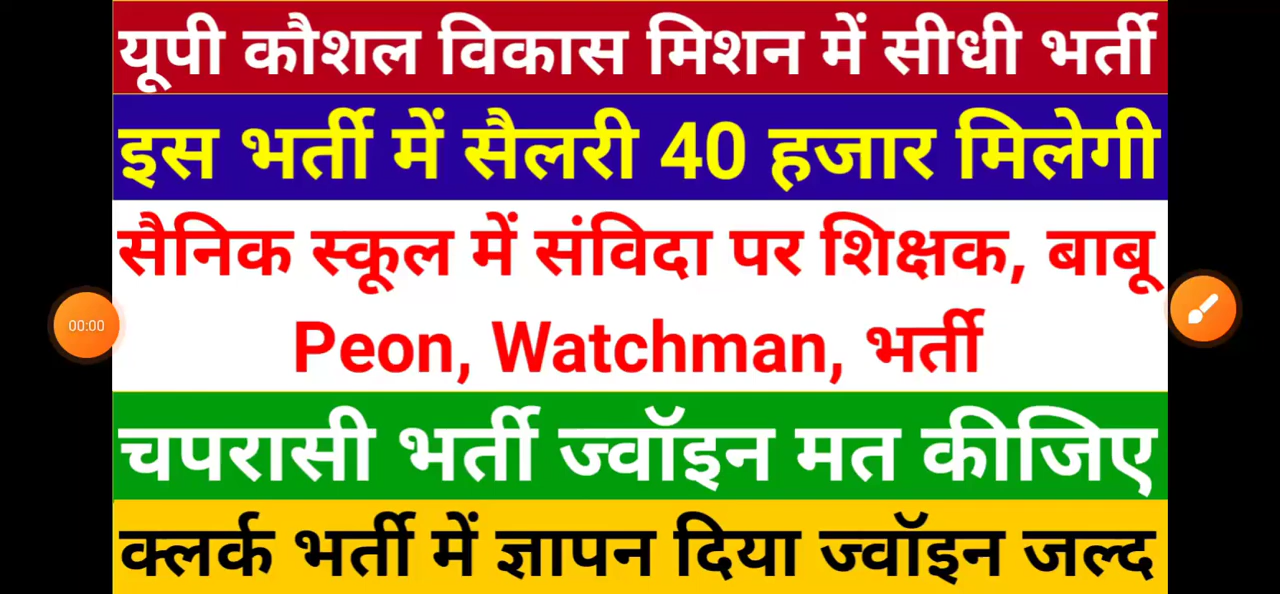 यूपी कौशल विकास मिशन में सीधी भर्ती
इस भर्ती में सैलरी 40 हजार मिलेगी
सैनिक स्कूल में संविदा पर शिक्षक, बाबू
Peon, Watchman, भर्ती
00:00
चपरासी भर्ती ज्वॉइन मत कीजिए
क्लर्क भर्ती में ज्ञापन दिया ज्वॉइन जल्द